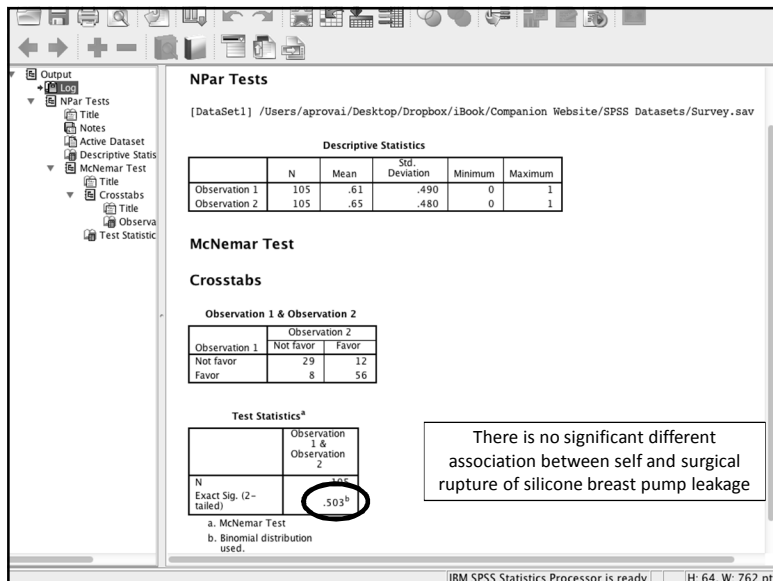 Output
Log
NPar Tests
Title
Notes
Active Dataset
Descriptive Statis
McNemar Test
Title
Crosstabs
Title
Observa
Test Statistic
NPar Tests
[DataSet1] /Users/aprovai/Desktop/Dropbox/iBook/Companion Website/SPSS Datasets/Survey.sav
Descriptive Statistics
N Mean Std. Deviation Minimum Maximum
Observation 1 105 .61 .490 0 1
Observation 2 105 .65 .480 0 1
McNemar Test
Crosstabs
Observation 1 & Observation 2
Observation 2
Observation 1 Not favor Favor
Not favor 29 12
Favor 8 56
Test Statisticsa
Observation
1 &
Observation
2
N 105
Exact Sig. (2-
tailed) .503b
a. McNemar Test
b. Binomial distribution
used.
There is no significant different
association between self and surgical
rupture of silicone breast pump leakage
IBM SPSS Statistics Processor is ready H: 64, W: 762 pt